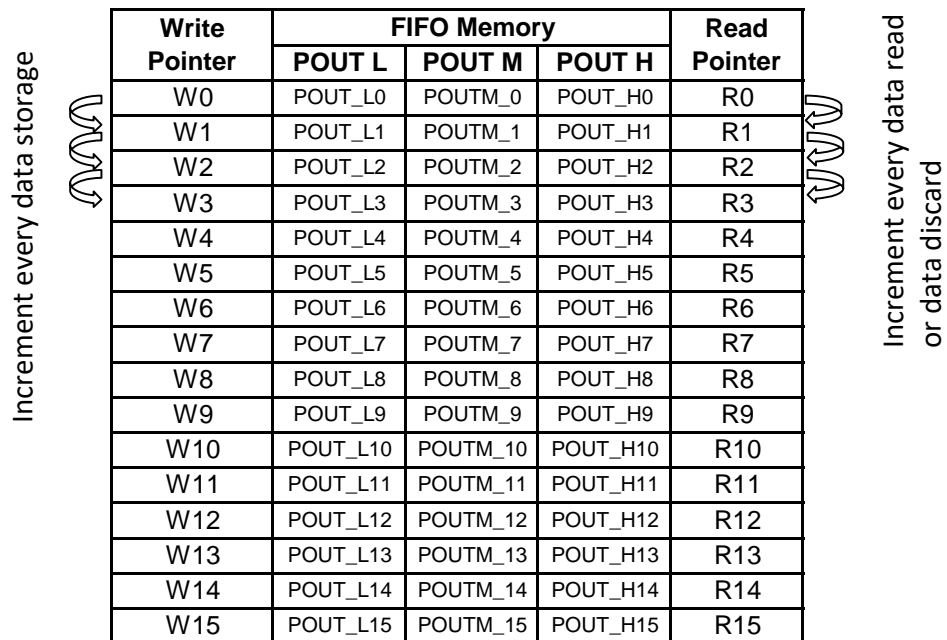 Increment every data storage
Write Pointer FIFO Memory Read Pointer
POUT L POUT M POUT H
W0 POUT_L0 POUTM_0 POUT_H0 R0
W1 POUT_L1 POUTM_1 POUT_H1 R1
W2 POUT_L2 POUTM_2 POUT_H2 R2
W3 POUT_L3 POUTM_3 POUT_H3 R3
W4 POUT_L4 POUTM_4 POUT_H4 R4
W5 POUT_L5 POUTM_5 POUT_H5 R5
W6 POUT_L6 POUTM_6 POUT_H6 R6
W7 POUT_L7 POUTM_7 POUT_H7 R7
W8 POUT_L8 POUTM_8 POUT_H8 R8
W9 POUT_L9 POUTM_9 POUT_H9 R9
W10 POUT_L10 POUTM_10 POUT_H10 R10
W11 POUT_L11 POUTM_11 POUT_H11 R11
W12 POUT_L12 POUTM_12 POUT_H12 R12
W13 POUT_L13 POUTM_13 POUT_H13 R13
W14 POUT_L14 POUTM_14 POUT_H14 R14
W15 POUT_L15 POUTM_15 POUT_H15 R15
Increment every data read
or data discard